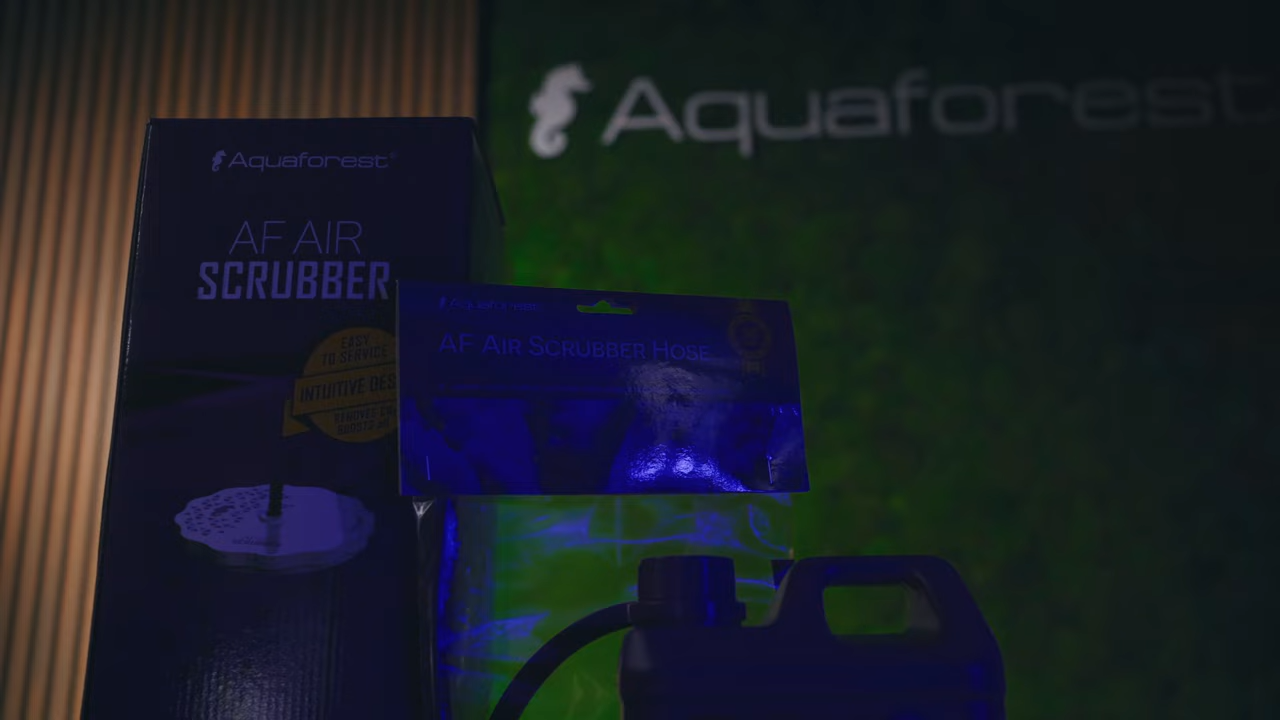 Aquaforest
Aquaforest
AF AIR
SCRUBBER
EASY
TO SERVICE
INTUITIVE DES
Aquaforest
AF AIR SCRUBBER HOSE